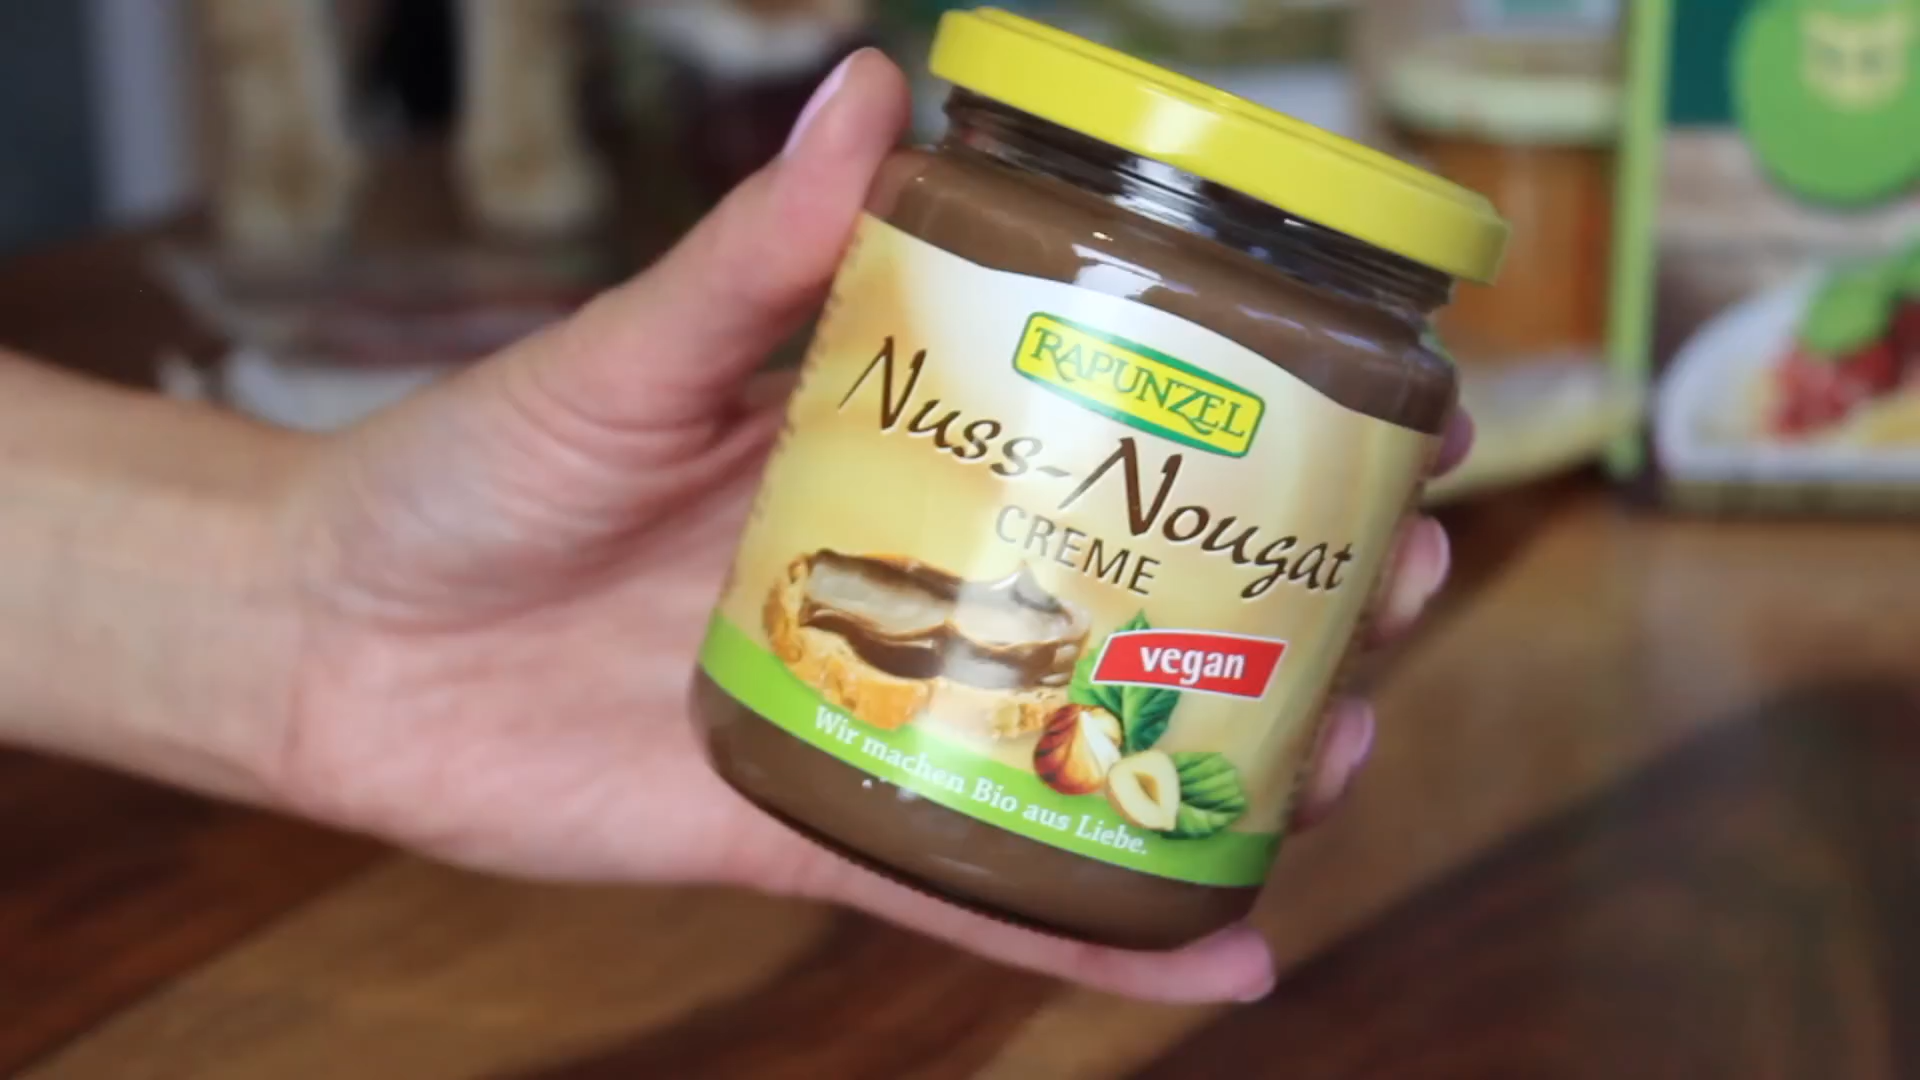 RAPUNZEL
Nuss-Nougat
CREME
vegan
Wir machen Bio aus Liebe.